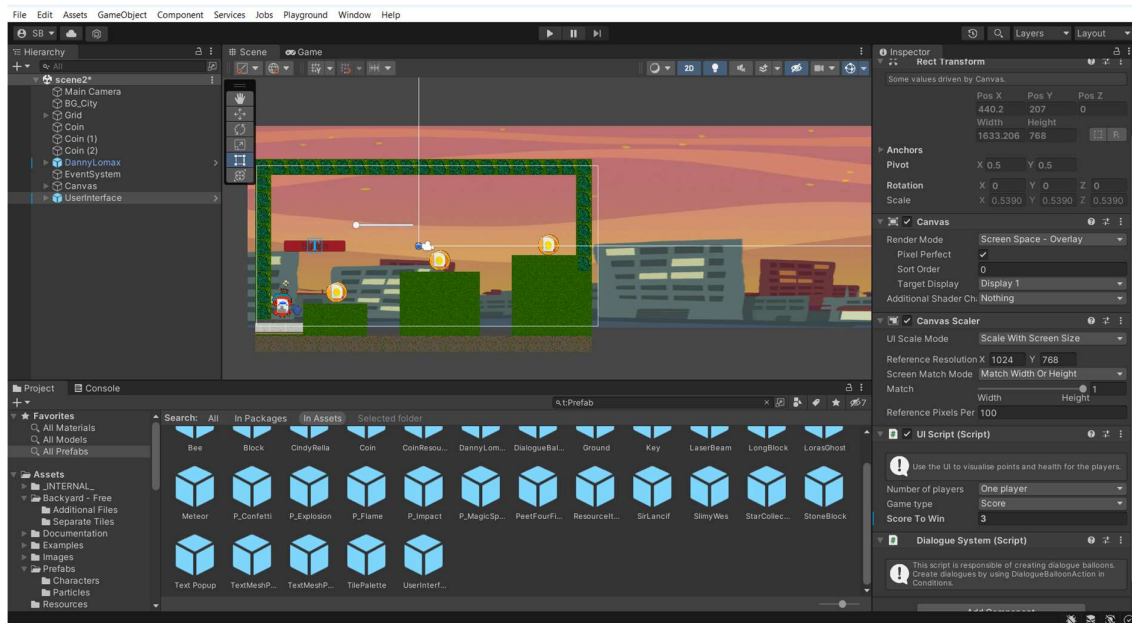 File Edit Assets GameObject Component Services Jobs Playground Window Help
SB Layers Layout
Hierarchy Scene Game Inspector
All 2D
scene2*
Main Camera
BG_City
Grid
Coin
Coin (1)
Coin (2)
DannyLomax
EventSystem
Canvas
UserInterface
Rect Transform
Some values driven by Canvas.
Pos X Pos Y Pos Z
440.2 207 0
Width Height
1633.206 768 R
Anchors
Pivot X 0.5 Y 0.5
Rotation X 0 Y 0 Z 0
Scale X 0.5390 Y 0.5390 Z 0.5390
Canvas
Render Mode Screen Space - Overlay
Pixel Perfect
Sort Order 0
Target Display Display 1
Additional Shader Ch Nothing
Canvas Scaler
UI Scale Mode Scale With Screen Size
Reference Resolution X 1024 Y 768
Screen Match Mode Match Width Or Height
Match 1
Width Height
Reference Pixels Per 100
UI Script (Script)
Use the UI to visualise points and health for the players.
Number of players One player
Game type Score
Score To Win 3
Dialogue System (Script)
This script is responsible of creating dialogue balloons.
Create dialogues by using DialogueBalloonAction in
Conditions.
Add Component
Project Console
t:Prefab 7
Favorites
All Materials
All Models
All Prefabs
Assets
_INTERNAL_
Backyard - Free
Additional Files
Separate Tiles
Documentation
Examples
Images
Prefabs
Characters
Particles
Resources
Search: All In Packages In Assets Selected folder
Bee Block CindyRella Coin CoinResou... DannyLom... DialogueBal... Ground Key LaserBeam LongBlock LorasGhost
Meteor P_Confetti P_Explosion P_Flame P_Impact P_MagicSp... PeetFourFi... ResourceIt... SirLancif SlimyWes StarCollec... StoneBlock
Text Popup TextMeshP... TextMeshP... TilePalette UserInterf...